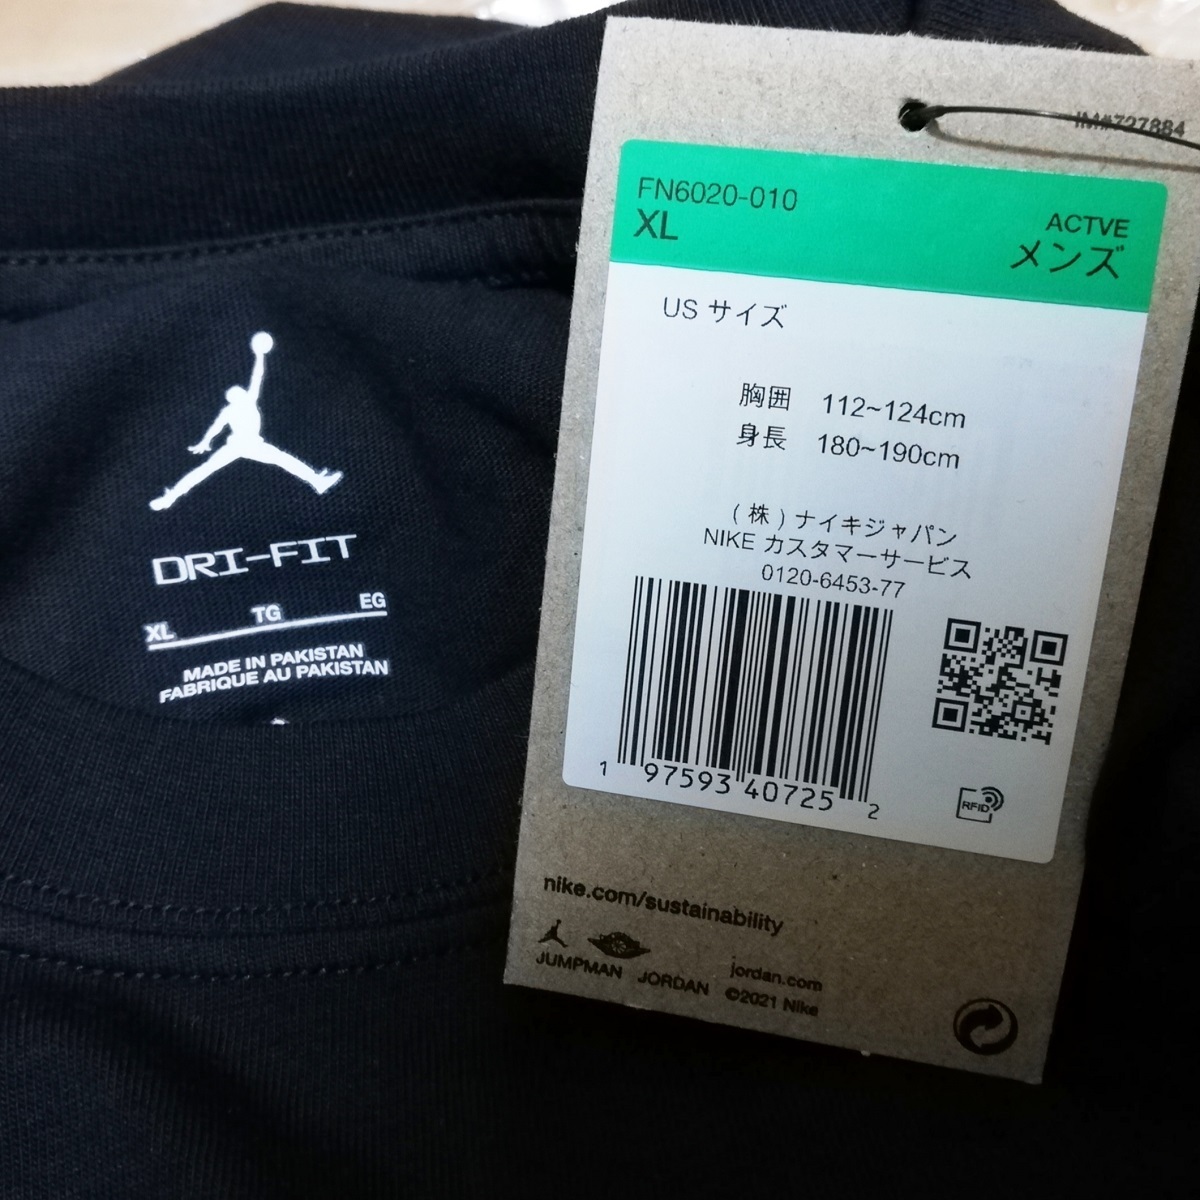 DRI-FIT
XL TG EG
MADE IN PAKISTAN
FABRIQUE AU PAKISTAN
IM#727884
FN6020-010
XL
ACTVE
メンズ
US サイズ
胸囲 112~124cm
身長 180~190cm
(株)ナイキジャパン
NIKE カスタマーサービス
0120-6453-77
1 97593 40725 2
RFID
nike.com/sustainability
JUMPMAN JORDAN jordan.com
©2021 Nike